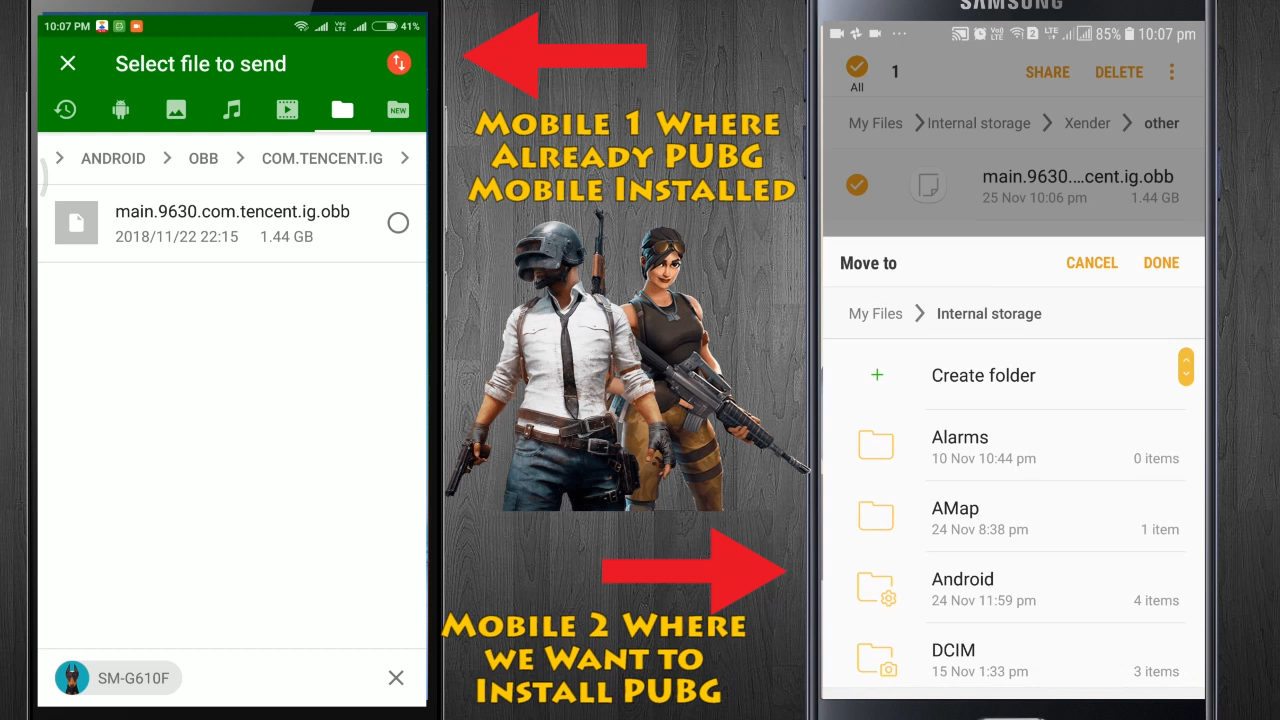 10:07 PM
VoLTE
41%
Select file to send
NEW
ANDROID
OBB
COM.TENCENT.IG
main.9630.com.tencent.ig.obb
2018/11/22 22:15 1.44 GB
SM-G610F
Mobile 1 Where
Already PUBG
Mobile Installed
Mobile 2 Where
we Want to
Install PUBG
SAMSUNG
LTE 85% 10:07 pm
All
1
SHARE DELETE
My Files Internal storage Xender other
main.9630....cent.ig.obb
25 Nov 10:06 pm 1.44 GB
Move to CANCEL DONE
My Files Internal storage
+ Create folder
Alarms
10 Nov 10:44 pm 0 items
AMap
24 Nov 8:38 pm 1 item
Android
24 Nov 11:59 pm 4 items
DCIM
15 Nov 1:33 pm 3 items